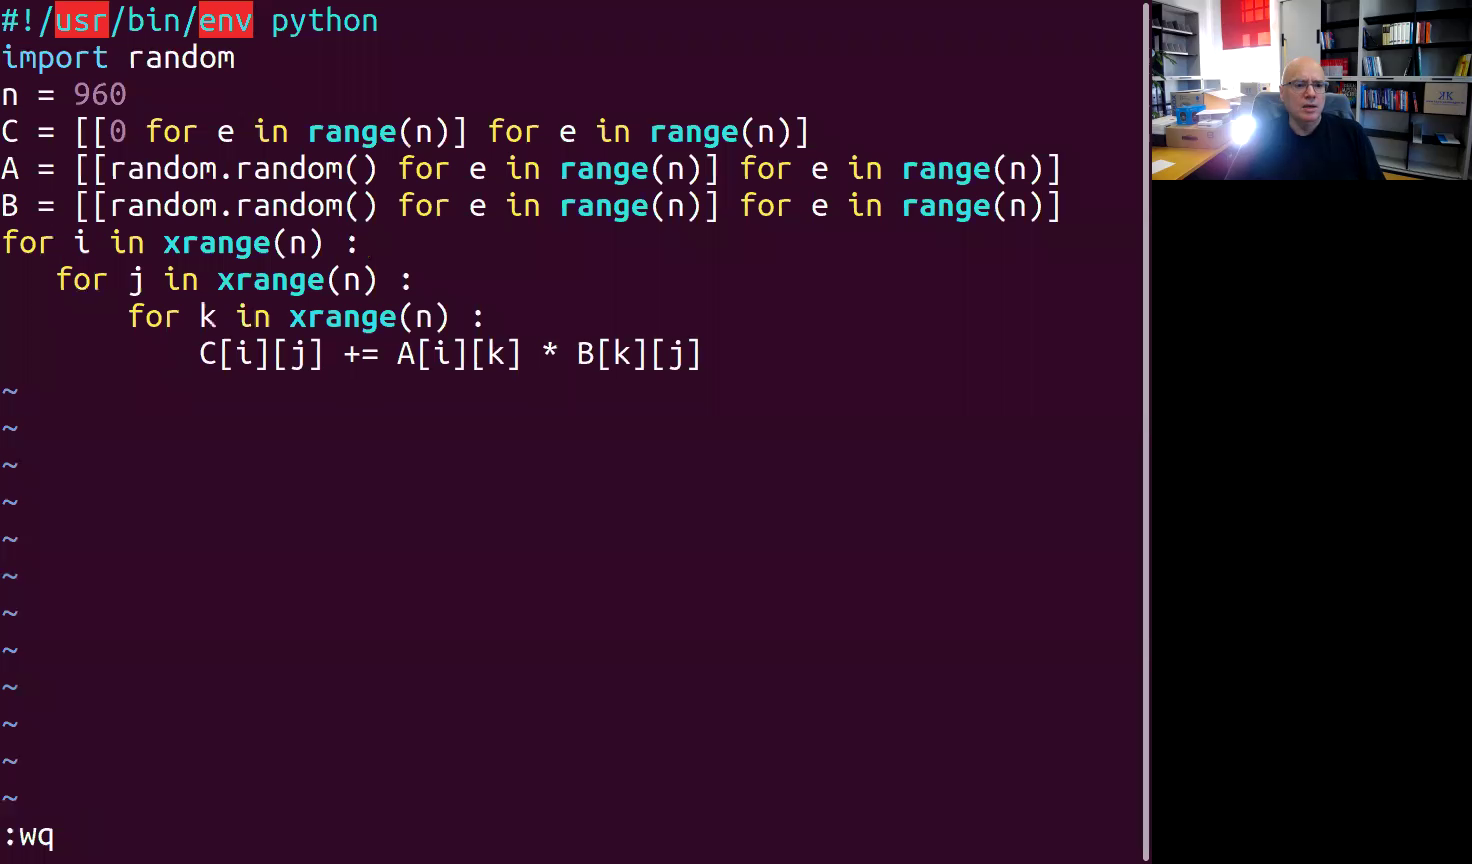 #!/usr/bin/env python
import random
n = 960
C = [[0 for e in range(n)] for e in range(n)]
A = [[random.random() for e in range(n)] for e in range(n)]
B = [[random.random() for e in range(n)] for e in range(n)]
for i in xrange(n) :
   for j in xrange(n) :
       for k in xrange(n) :
           C[i][j] += A[i][k] * B[k][j]
~
~
~
~
~
~
~
~
~
~
~
~
:wq